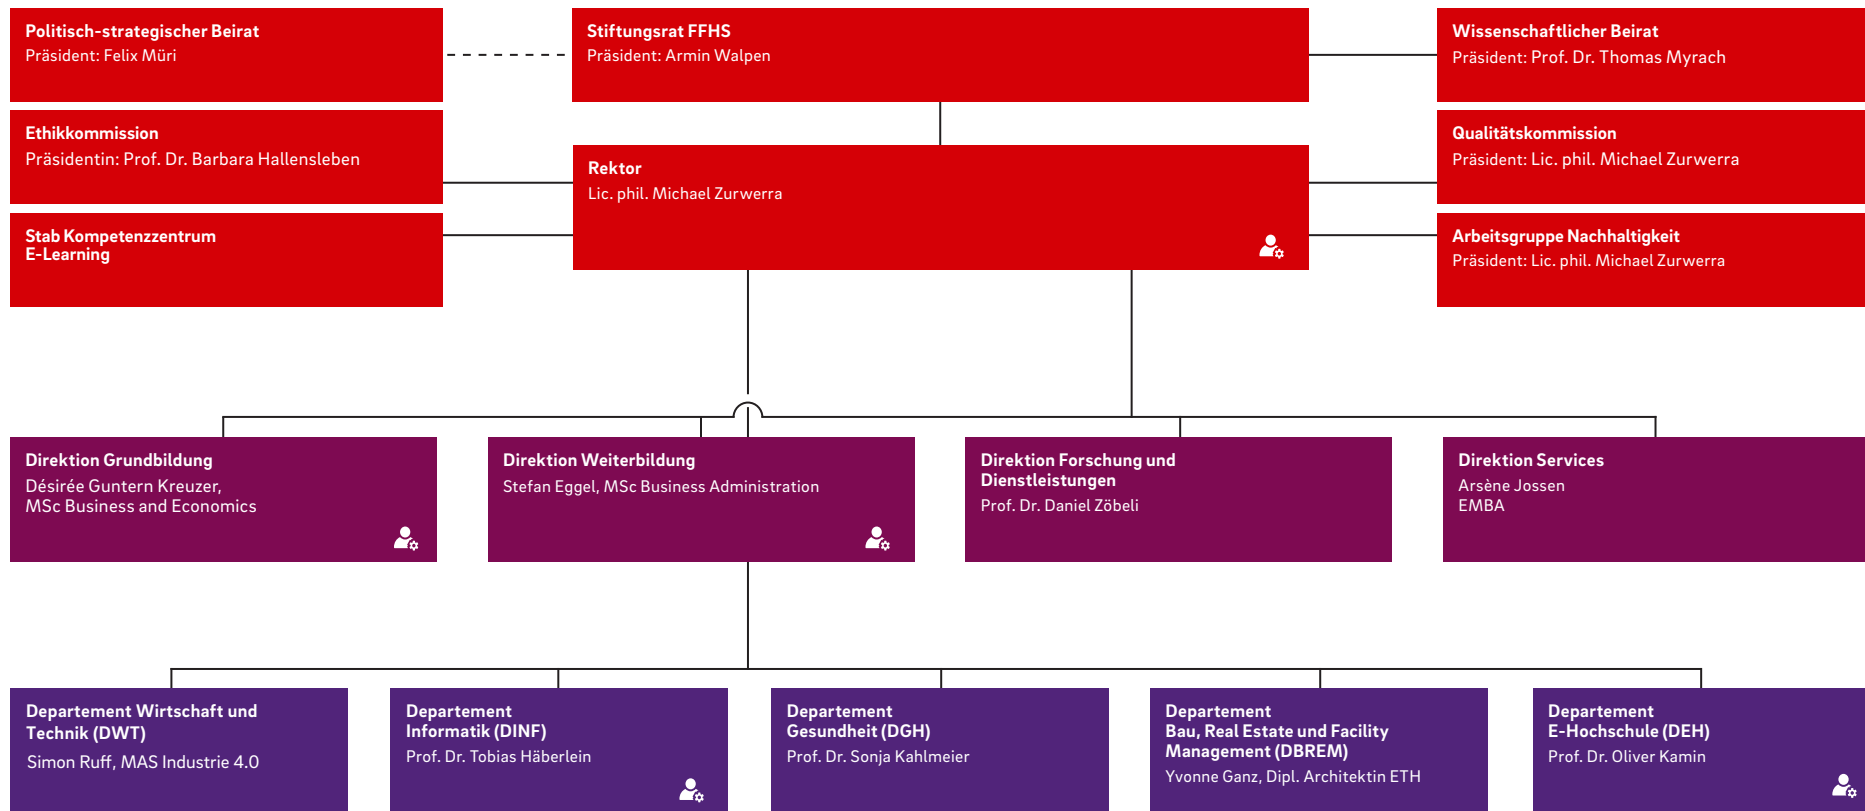 Politisch-strategischer Beirat
Präsident: Felix Müri
Stiftungsrat FFHS
Präsident: Armin Walpen
Wissenschaftlicher Beirat
Präsident: Prof. Dr. Thomas Myrach
Ethikkommission
Präsidentin: Prof. Dr. Barbara Hallensleben
Rektor
Lic. phil. Michael Zurwerra
Qualitätskommission
Präsident: Lic. phil. Michael Zurwerra
Stab Kompetenzzentrum
E-Learning
Arbeitsgruppe Nachhaltigkeit
Präsident: Lic. phil. Michael Zurwerra
Direktion Grundbildung
Désirée Guntern Kreuzer,
MSc Business and Economics
Direktion Weiterbildung
Stefan Eggel, MSc Business Administration
Direktion Forschung und
Dienstleistungen
Prof. Dr. Daniel Zöbeli
Direktion Services
Arsène Jossen
EMBA
Departement Wirtschaft und
Technik (DWT)
Simon Ruff, MAS Industrie 4.0
Departement
Informatik (DINF)
Prof. Dr. Tobias Häberlein
Departement
Gesundheit (DGH)
Prof. Dr. Sonja Kahlmeier
Departement
Bau, Real Estate und Facility
Management (DBREM)
Yvonne Ganz, Dipl. Architektin ETH
Departement
E-Hochschule (DEH)
Prof. Dr. Oliver Kamin